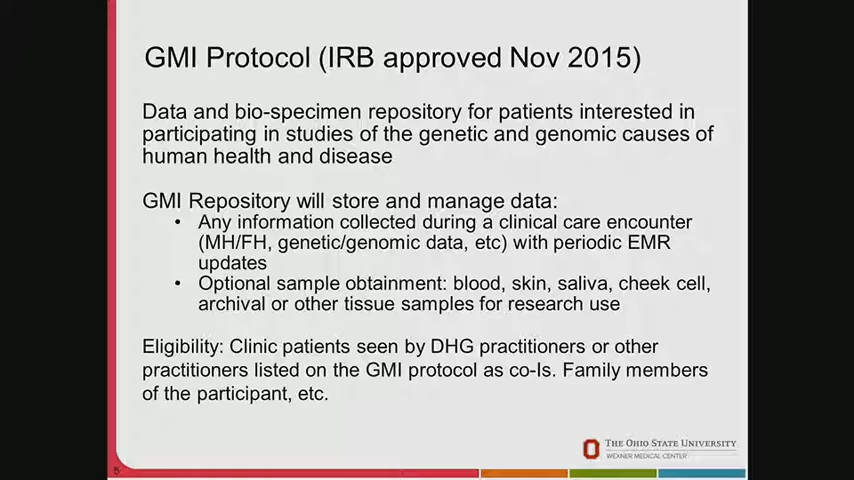 GMI Protocol (IRB approved Nov 2015)
Data and bio-specimen repository for patients interested in
participating in studies of the genetic and genomic causes of
human health and disease
GMI Repository will store and manage data:
• Any information collected during a clinical care encounter
(MH/FH, genetic/genomic data, etc) with periodic EMR
updates
• Optional sample obtainment: blood, skin, saliva, cheek cell,
archival or other tissue samples for research use
Eligibility: Clinic patients seen by DHG practitioners or other
practitioners listed on the GMI protocol as co-Is. Family members
of the participant, etc.
THE OHIO STATE UNIVERSITY
WEXNER MEDICAL CENTER
5